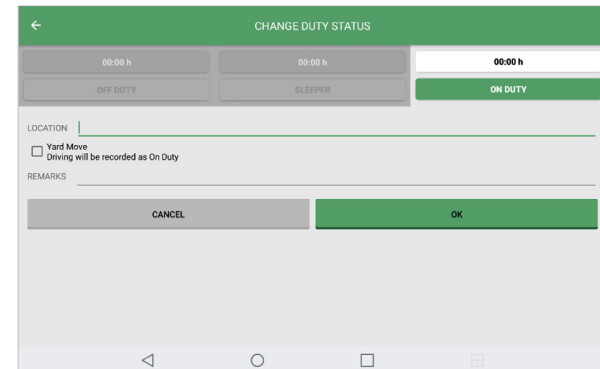 CHANGE DUTY STATUS
00:00 h 00:00 h 00:00 h
OFF DUTY SLEEPER ON DUTY
LOCATION
Yard Move
Driving will be recorded as On Duty
REMARKS
CANCEL OK